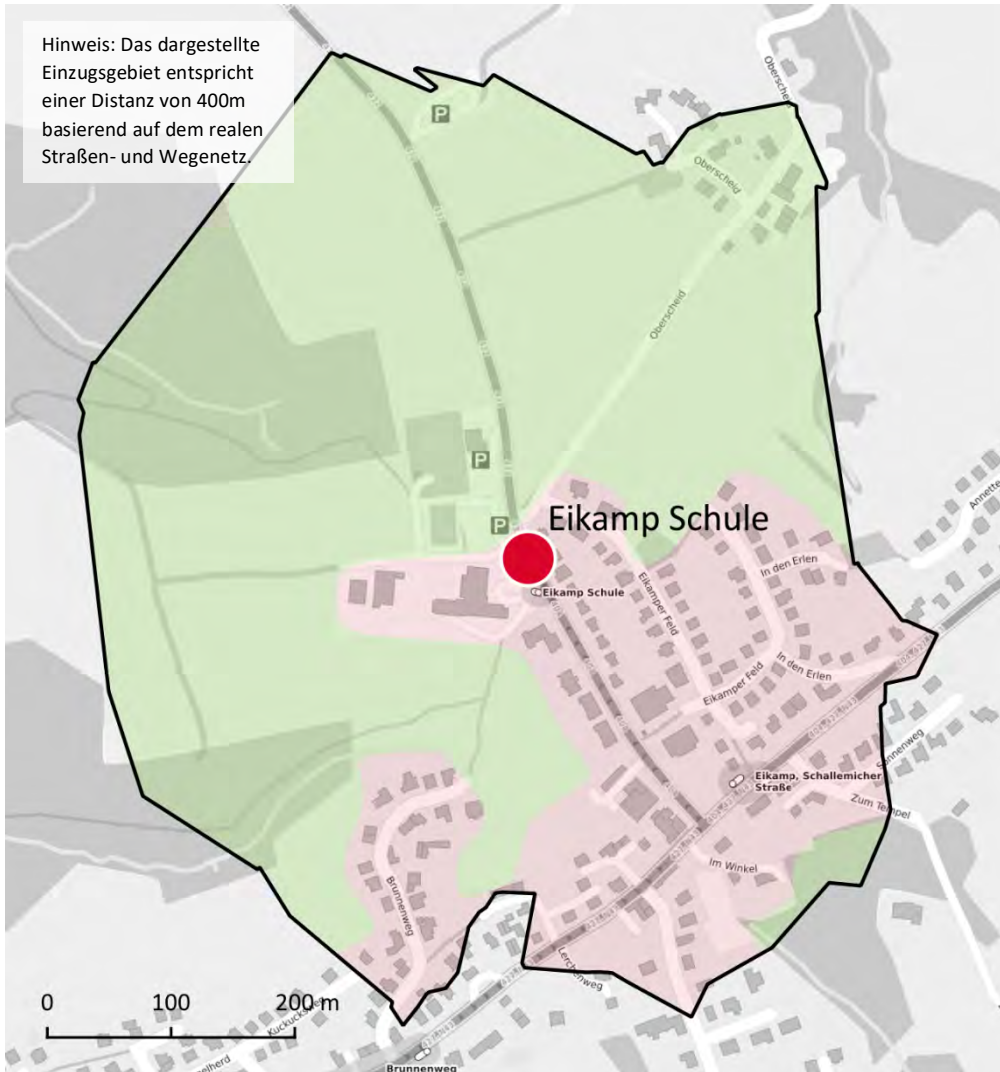 Hinweis: Das dargestellte
Einzugsgebiet entspricht
einer Distanz von 400m
basierend auf dem realen
Straßen- und Wegenetz.
P
Oberscheid
Oberscheid
Oberscheid
P
P
Eikamp Schule
Eikamp Schule
Annette
In den Erlen
Eikamper Feld
In den Erlen
Eikamper Feld
Sonnenweg
Eikamp, Schallemicher
Straße
Zum Tempel
Im Winkel
Brunnenweg
Lerchenweg
0 100 200 m
Brunnenweg